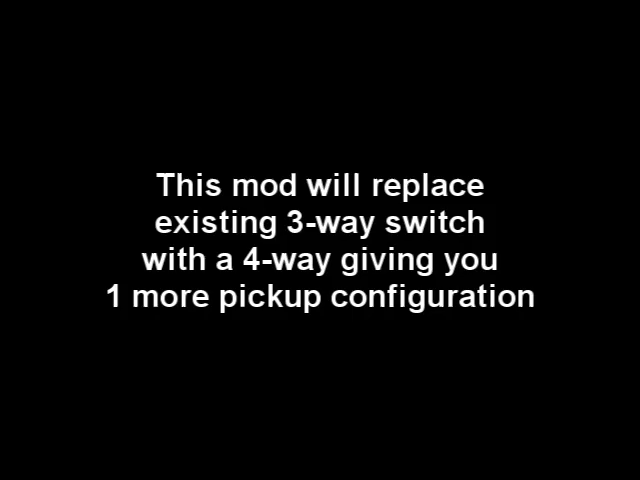 This mod will replace
existing 3-way switch
with a 4-way giving you
1 more pickup configuration